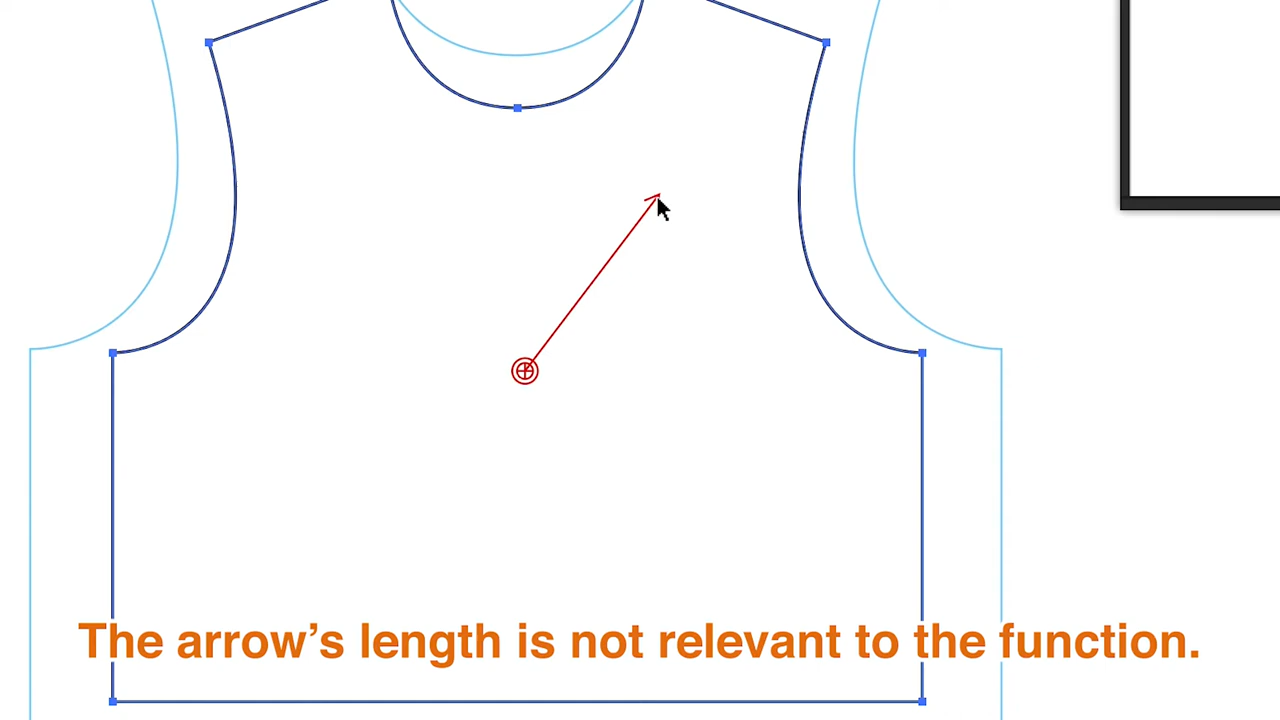 The arrow’s length is not relevant to the function.